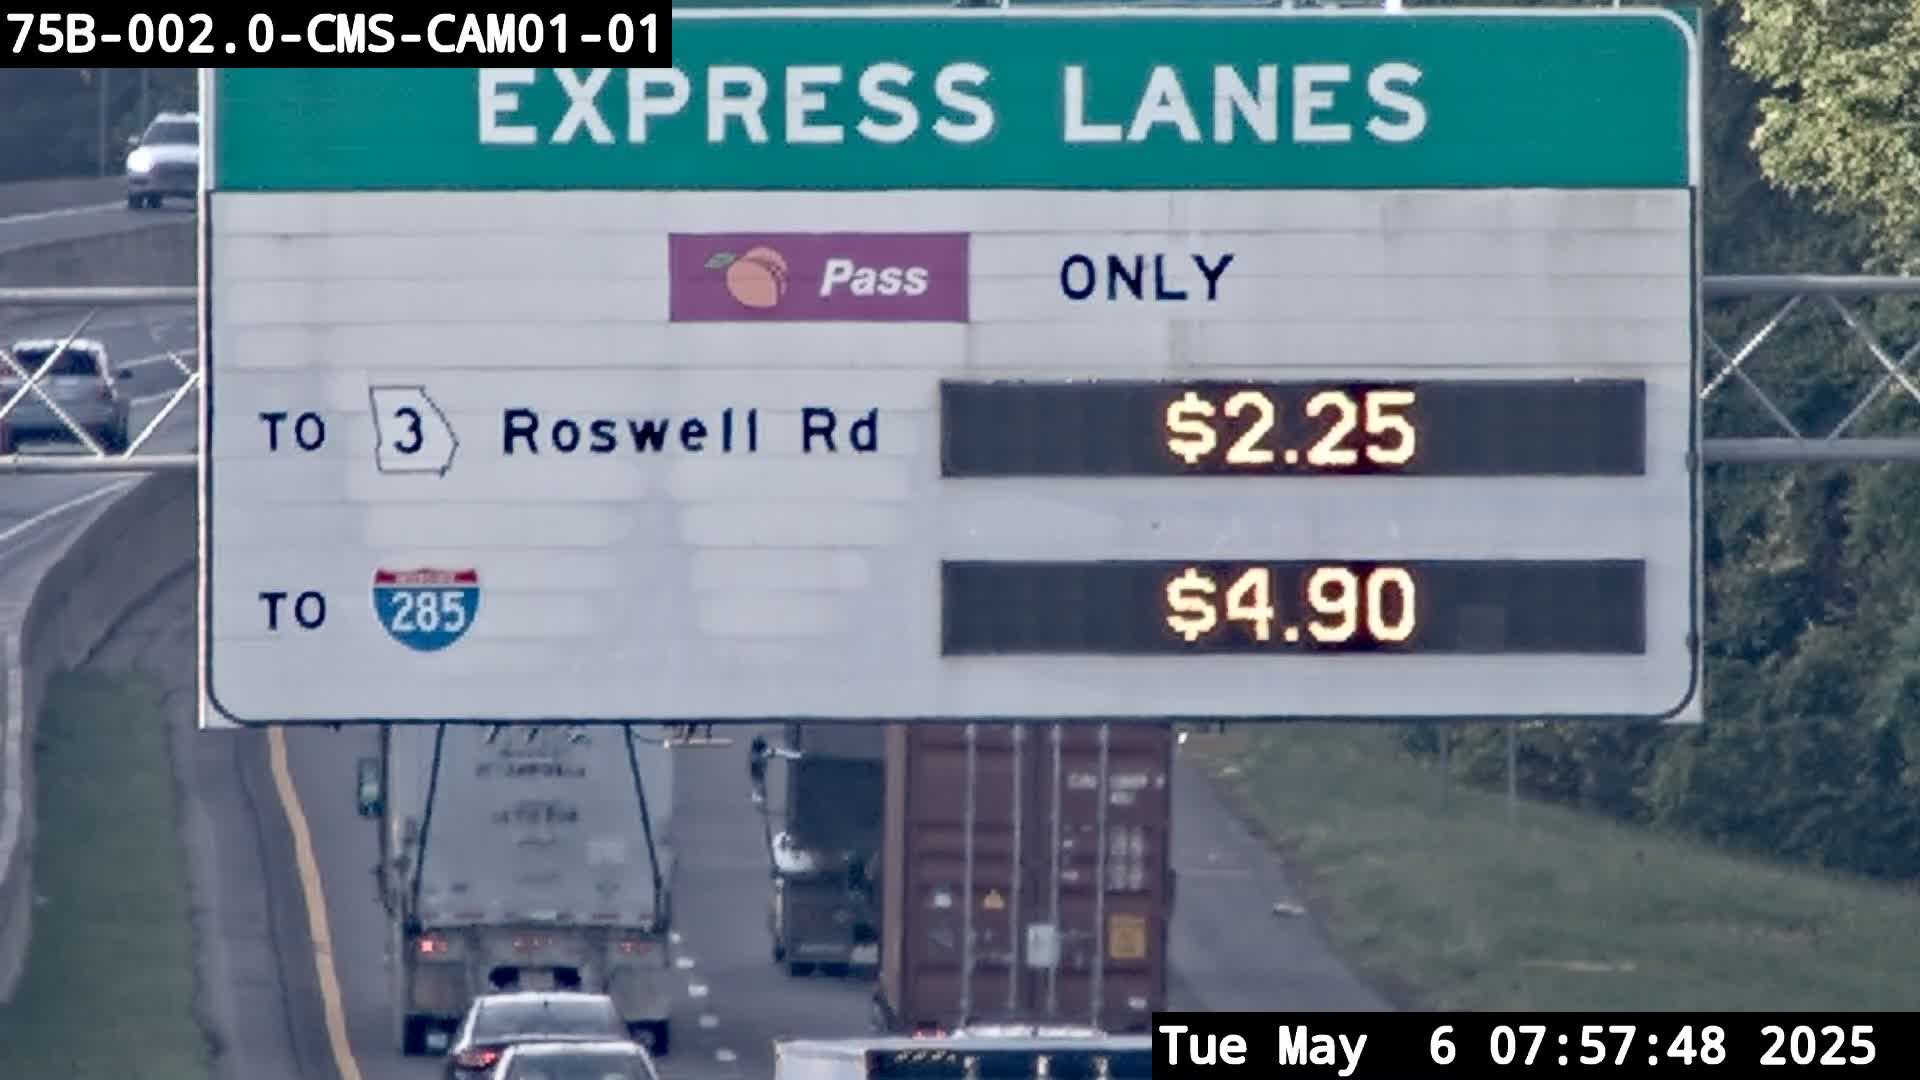 75B-002.0-CMS-CAM01-01
EXPRESS LANES
Pass ONLY
TO 3 Roswell Rd $2.25
TO 285 $4.90
Tue May 6 07:57:48 2025